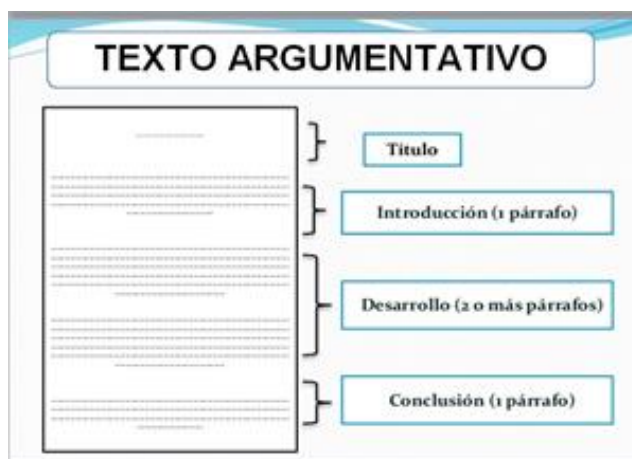 TEXTO ARGUMENTATIVO
Título
Introducción (1 párrafo)
Desarrollo (2 o más párrafos)
Conclusión (1 párrafo)